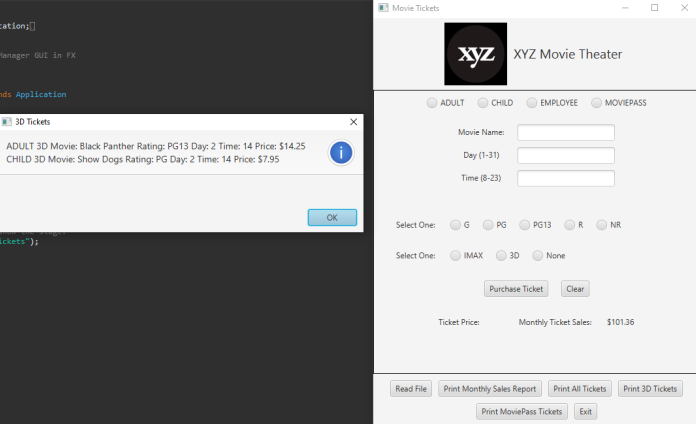 cation;
Manager GUI in FX
nds Application
3D Tickets
ADULT 3D Movie: Black Panther Rating: PG13 Day: 2 Time: 14 Price: $14.25
CHILD 3D Movie: Show Dogs Rating: PG Day: 2 Time: 14 Price: $7.95
i
OK
ickets");
Movie Tickets
xyz XYZ Movie Theater
ADULT CHILD EMPLOYEE MOVIEPASS
Movie Name:
Day (1-31)
Time (8-23)
Select One: G PG PG13 R NR
Select One: IMAX 3D None
Purchase Ticket Clear
Ticket Price: Monthly Ticket Sales: $101.36
Read File Print Monthly Sales Report Print All Tickets Print 3D Tickets
Print MoviePass Tickets Exit